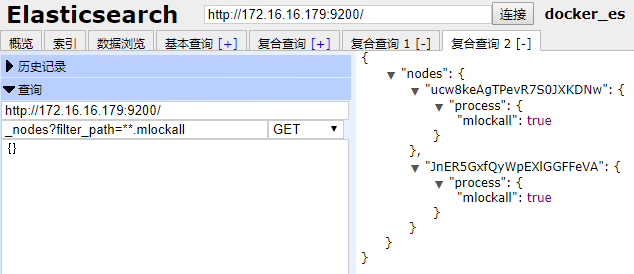 Elasticsearch http://172.16.16.179:9200/ 连接 docker_es
概览 索引 数据浏览 基本查询 [+] 复合查询 [+] 复合查询 1 [-] 复合查询 2 [-]
历史记录
查询
http://172.16.16.179:9200/
_nodes?filter_path=**.mlockall GET
{}
{
"nodes": {
"ucw8keAgTPevR7S0JXKDNw": {
"process": {
"mlockall": true
}
},
"JnER5GxfQyWpEXlGGFFeVA": {
"process": {
"mlockall": true
}
}
}
}